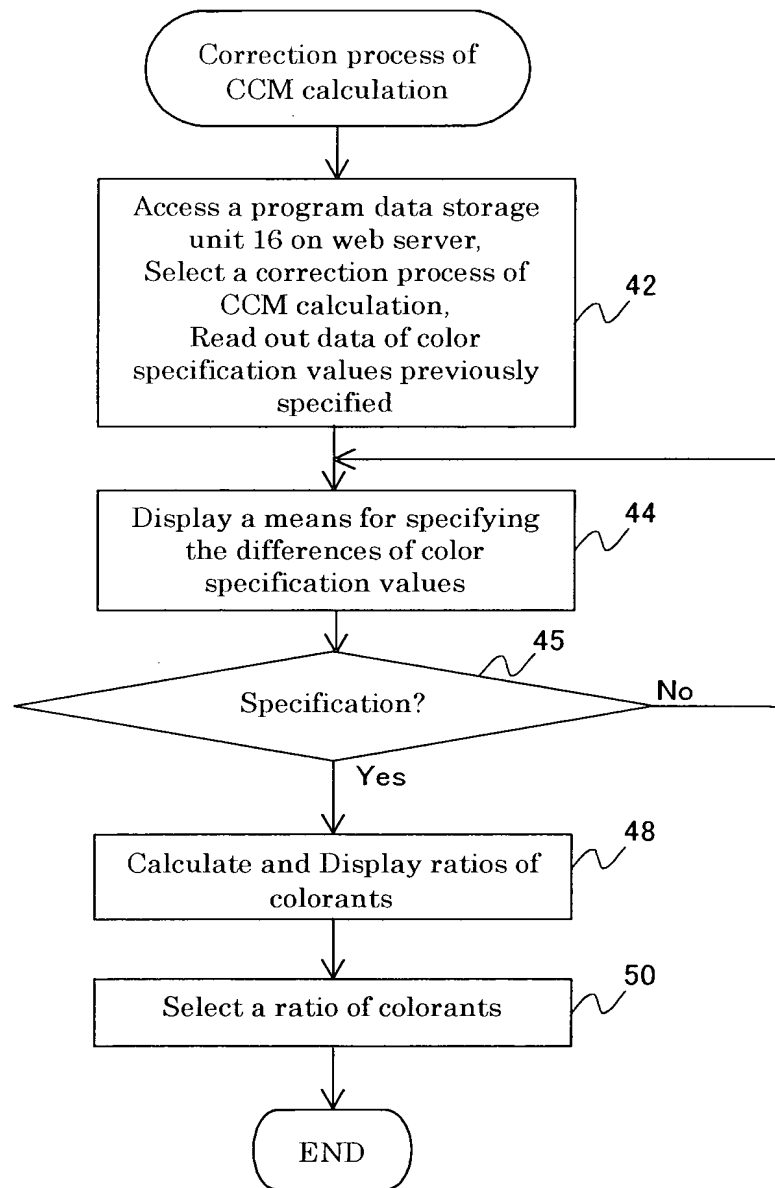 Correction process of
CCM calculation
Access a program data storage
unit 16 on web server,
Select a correction process of
CCM calculation,
Read out data of color
specification values previously
specified
42
Display a means for specifying
the differences of color
specification values
44
45
Specification?
No
Yes
Calculate and Display ratios of
colorants
48
Select a ratio of colorants
50
END